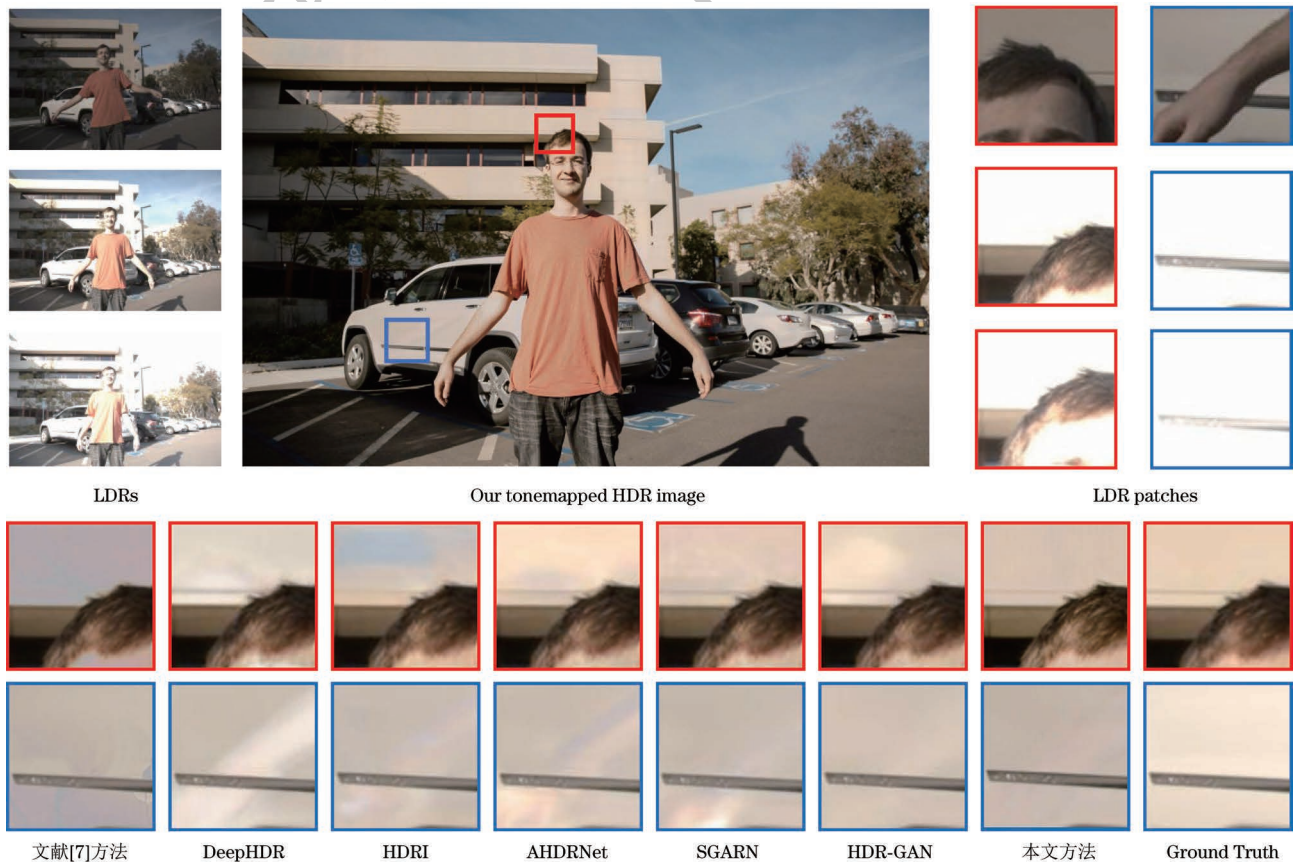 LDRs
Our tonemapped HDR image
LDR patches
文献[7]方法
DeepHDR
HDRI
AHDRNet
SGARN
HDR-GAN
本文方法
Ground Truth